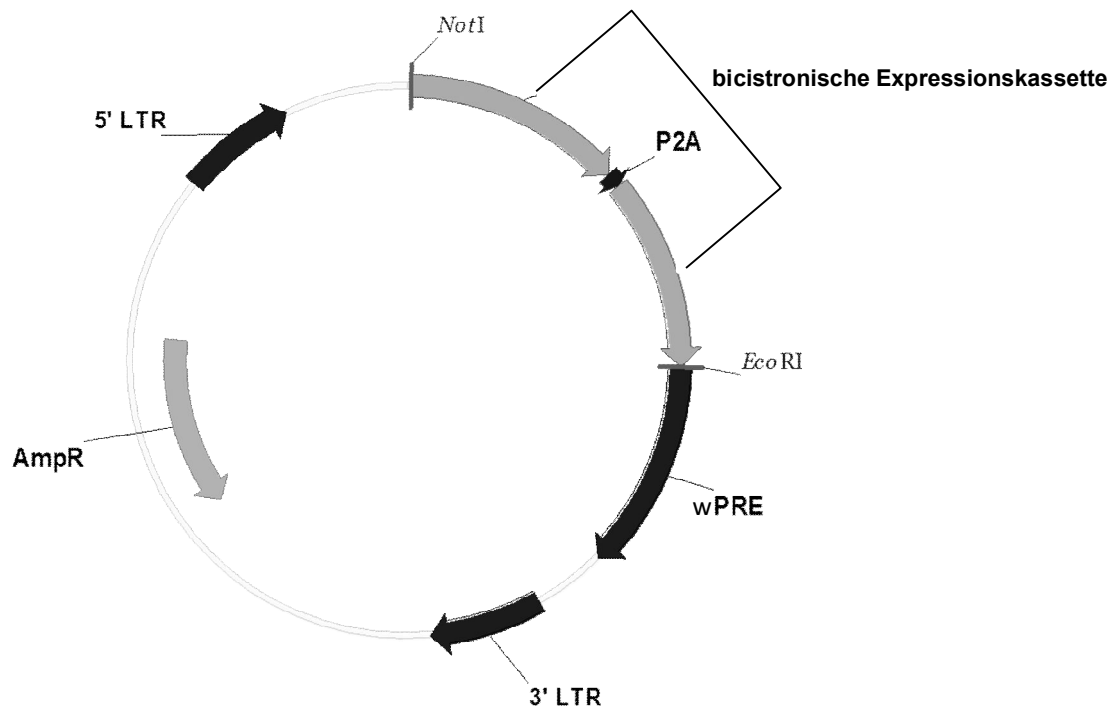 NotI
bicistronische Expressionskassette
5' LTR
P2A
EcoRI
AmpR
wPRE
3' LTR